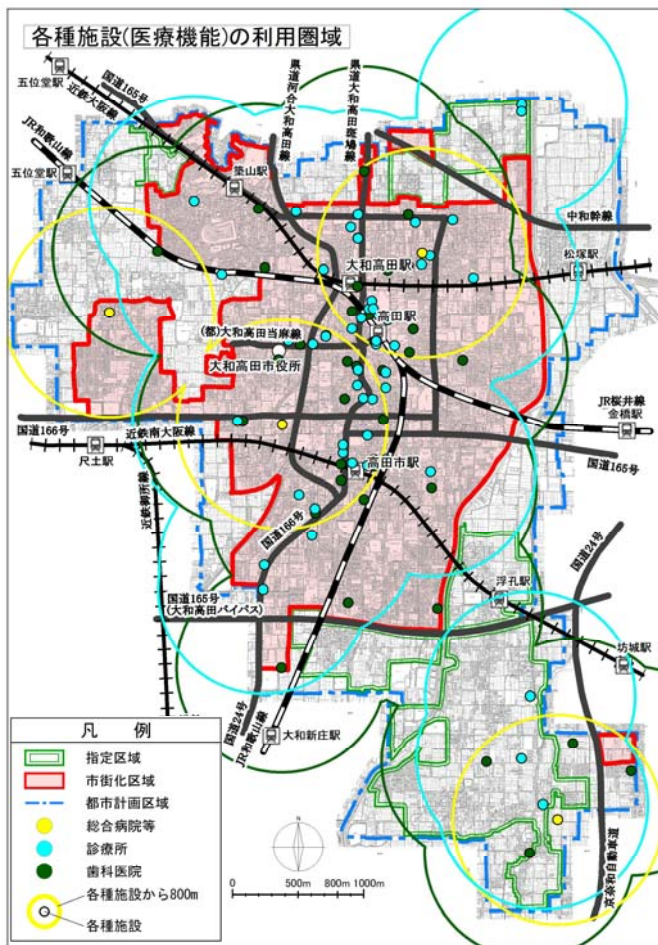 各種施設(医療機能)の利用圏域
五位堂駅
国道165号
近鉄大阪線
JR和歌山線
五位堂駅
県道河合大和高田線
県道大和高田斑鳩線
築山駅
中和幹線
松塚駅
大和高田駅
高田駅
(都)大和高田当麻線
大和高田市役所
JR桜井線
金橋駅
国道166号
近鉄南大阪線
尺土駅
国道165号
高田市駅
近鉄御所線
国道166号
国道24号
浮孔駅
国道165号
(大和高田バイパス)
坊城駅
国道24号
JR和歌山線
大和新庄駅
京奈和自動車道
凡 例
指定区域
市街化区域
都市計画区域
総合病院等
診療所
歯科医院
各種施設から800m
各種施設
N
0 500m 800m 1000m